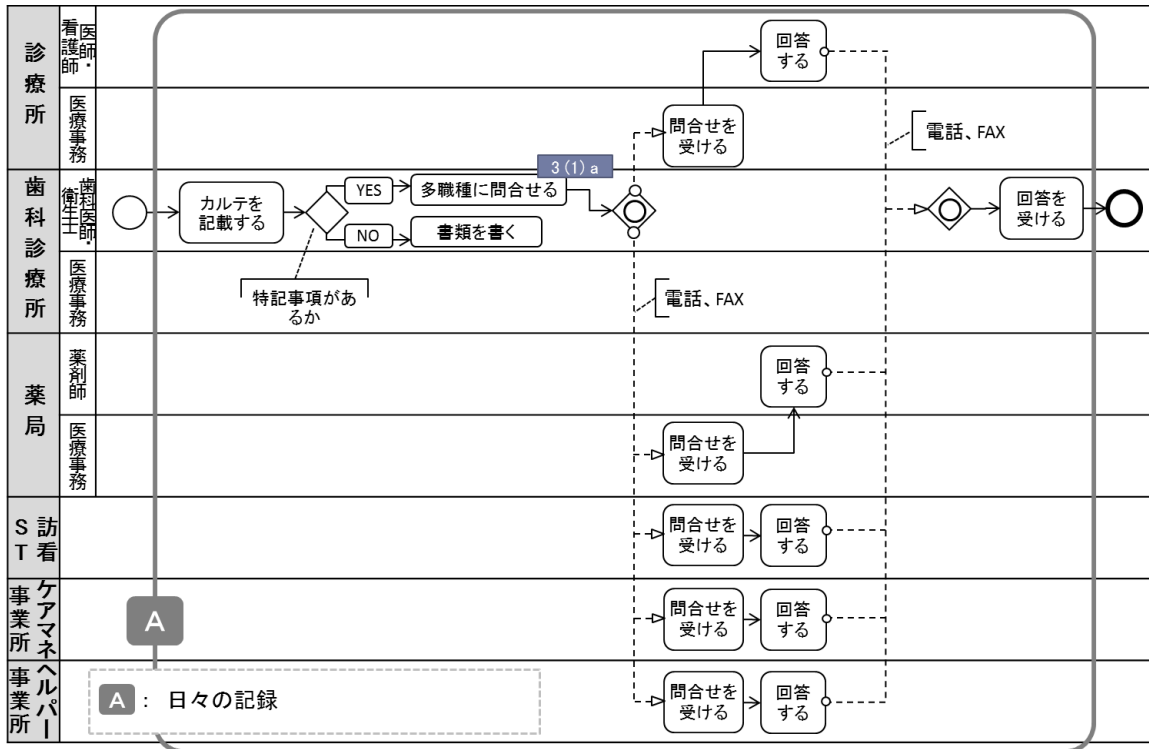 診療所
医師・
看護師
医療事務
回答
する
問合せを
受ける
電話、FAX
歯科診療所
歯科医師・
衛生士
医療事務
カルテを
記載する
YES
NO
3(1)a
多職種に問合せる
書類を書く
特記事項があ
るか
電話、FAX
回答を
受ける
薬局
薬剤師
医療事務
回答
する
問合せを
受ける
訪看
ST
問合せを
受ける
回答
する
ケアマネ
事業所
問合せを
受ける
回答
する
ヘルパー
事業所
問合せを
受ける
回答
する
A
A : 日々の記録